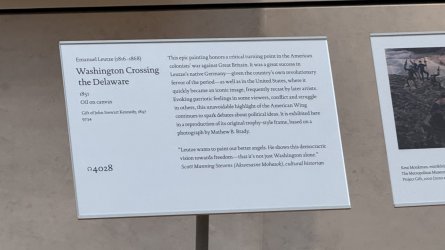 Emanuel Leutze (1816–1868)
Washington Crossing
the Delaware
1851
Oil on canvas
Gift of John Stewart Kennedy, 1897
97.34
4028
This epic painting honors a critical turning point in the American
colonists' war against Great Britain. It was a great success in
Leutze's native Germany—given the country's own revolutionary
fervor of the period—as well as in the United States, where it
quickly became an iconic image, frequently recast by later artists.
Evoking patriotic feelings in some viewers, conflict and struggle
in others, this unavoidable highlight of the American Wing
continues to spark debates about political ideas. It is exhibited here
in a reproduction of its original trophy-style frame, based on a
photograph by Mathew B. Brady.
"Leutze wants to paint our better angels. He shows this democratic
vision towards freedom—that it's not just Washington alone."
Scott Manning Stevens (Akwesasne Mohawk), cultural historian
Kent Monkman,
The Metropolitan Museum